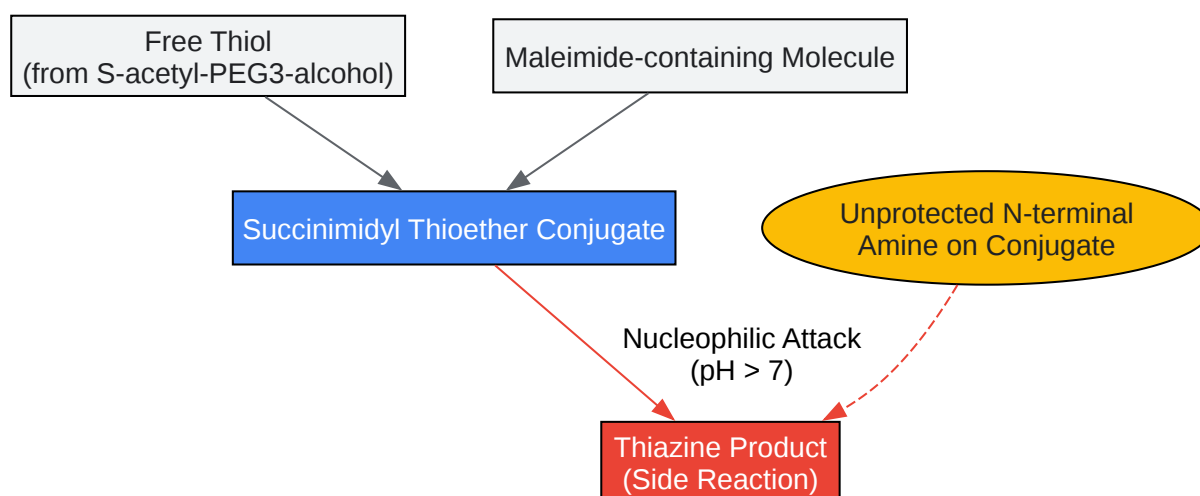 Free Thiol
(from S-acetyl-PEG3-alcohol)
Maleimide-containing Molecule
Succinimidyl Thioether Conjugate
Unprotected N-terminal
Amine on Conjugate
Nucleophilic Attack
(pH > 7)
Thiazine Product
(Side Reaction)